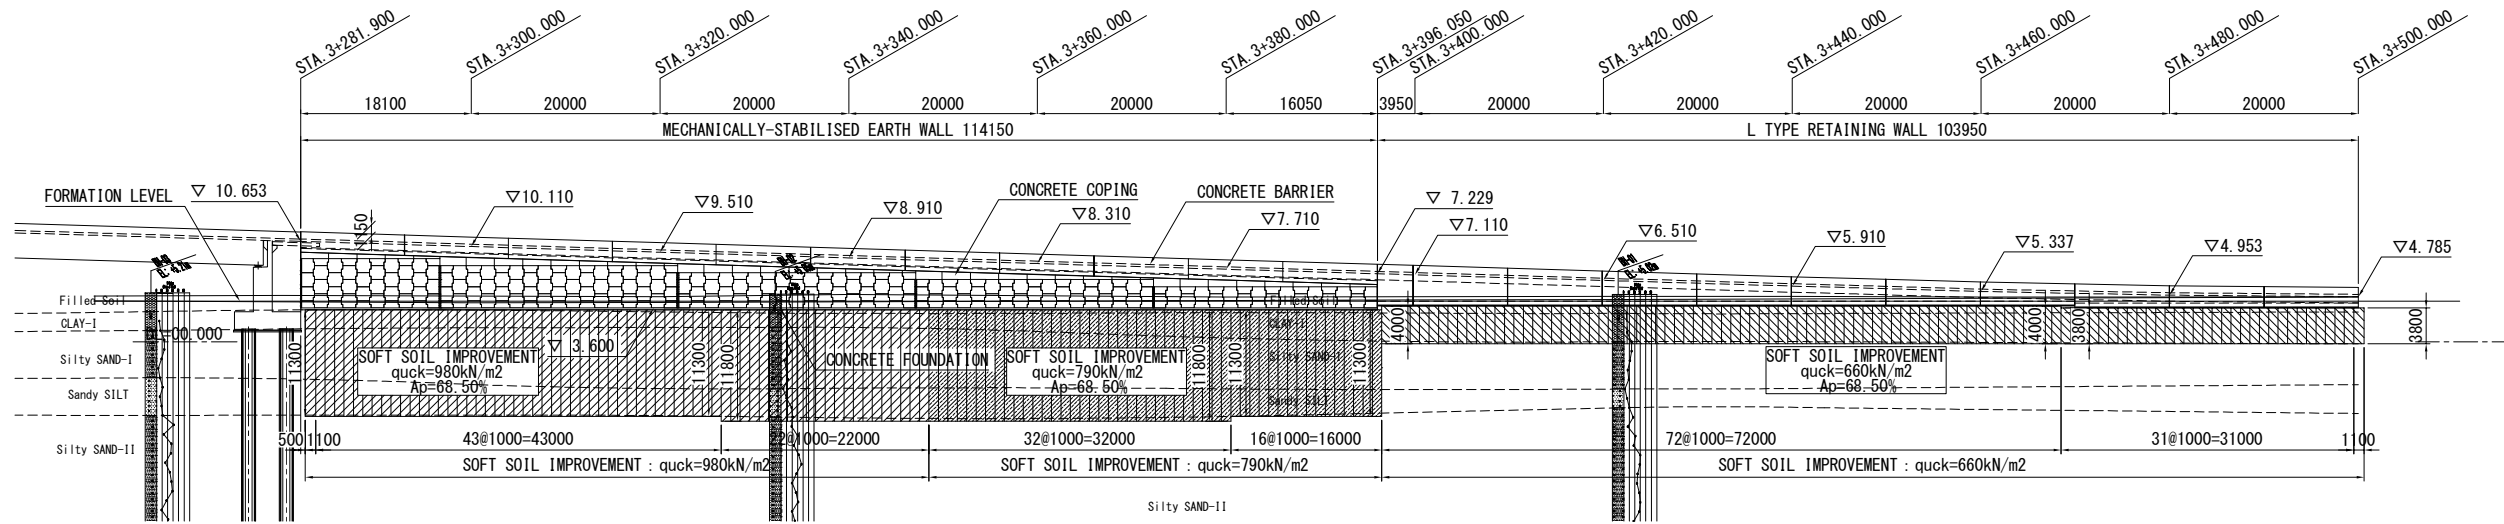 STA. 3+281. 900
STA. 3+300. 000
STA. 3+320. 000
STA. 3+340. 000
STA. 3+360. 000
STA. 3+380. 000
STA. 3+396. 050
STA. 3+400. 000
STA. 3+420. 000
STA. 3+440. 000
STA. 3+460. 000
STA. 3+480. 000
STA. 3+500. 000
18100
20000
20000
20000
20000
16050
3950
20000
20000
20000
20000
20000
MECHANICALLY-STABILISED EARTH WALL 114150
L TYPE RETAINING WALL 103950
FORMATION LEVEL
▽ 10. 653
1150
▽10. 110
▽9. 510
▽8. 910
CONCRETE COPING
▽8. 310
CONCRETE BARRIER
▽7. 710
▽ 7. 229
▽7. 110
▽6. 510
▽5. 910
▽5. 337
▽4. 953
▽4. 785
Filled Soil
(Filled Soil)
CLAY-I
CLAY-I
DL=00. 000
Silty SAND-I
Silty SAND-I
Sandy SILT
Sandy SILT
Silty SAND-II
11300
▽ 3. 600
SOFT SOIL IMPROVEMENT
quck=980kN/m2
Ap=68. 50%
11300
11800
CONCRETE FOUNDATION
SOFT SOIL IMPROVEMENT
quck=790kN/m2
Ap=68. 50%
11800
11300
11300
4000
SOFT SOIL IMPROVEMENT
quck=660kN/m2
Ap=68. 50%
4000
3800
3800
500
1100
43@1000=43000
22@1000=22000
32@1000=32000
16@1000=16000
72@1000=72000
31@1000=31000
1100
SOFT SOIL IMPROVEMENT : quck=980kN/m2
SOFT SOIL IMPROVEMENT : quck=790kN/m2
SOFT SOIL IMPROVEMENT : quck=660kN/m2
Silty SAND-II